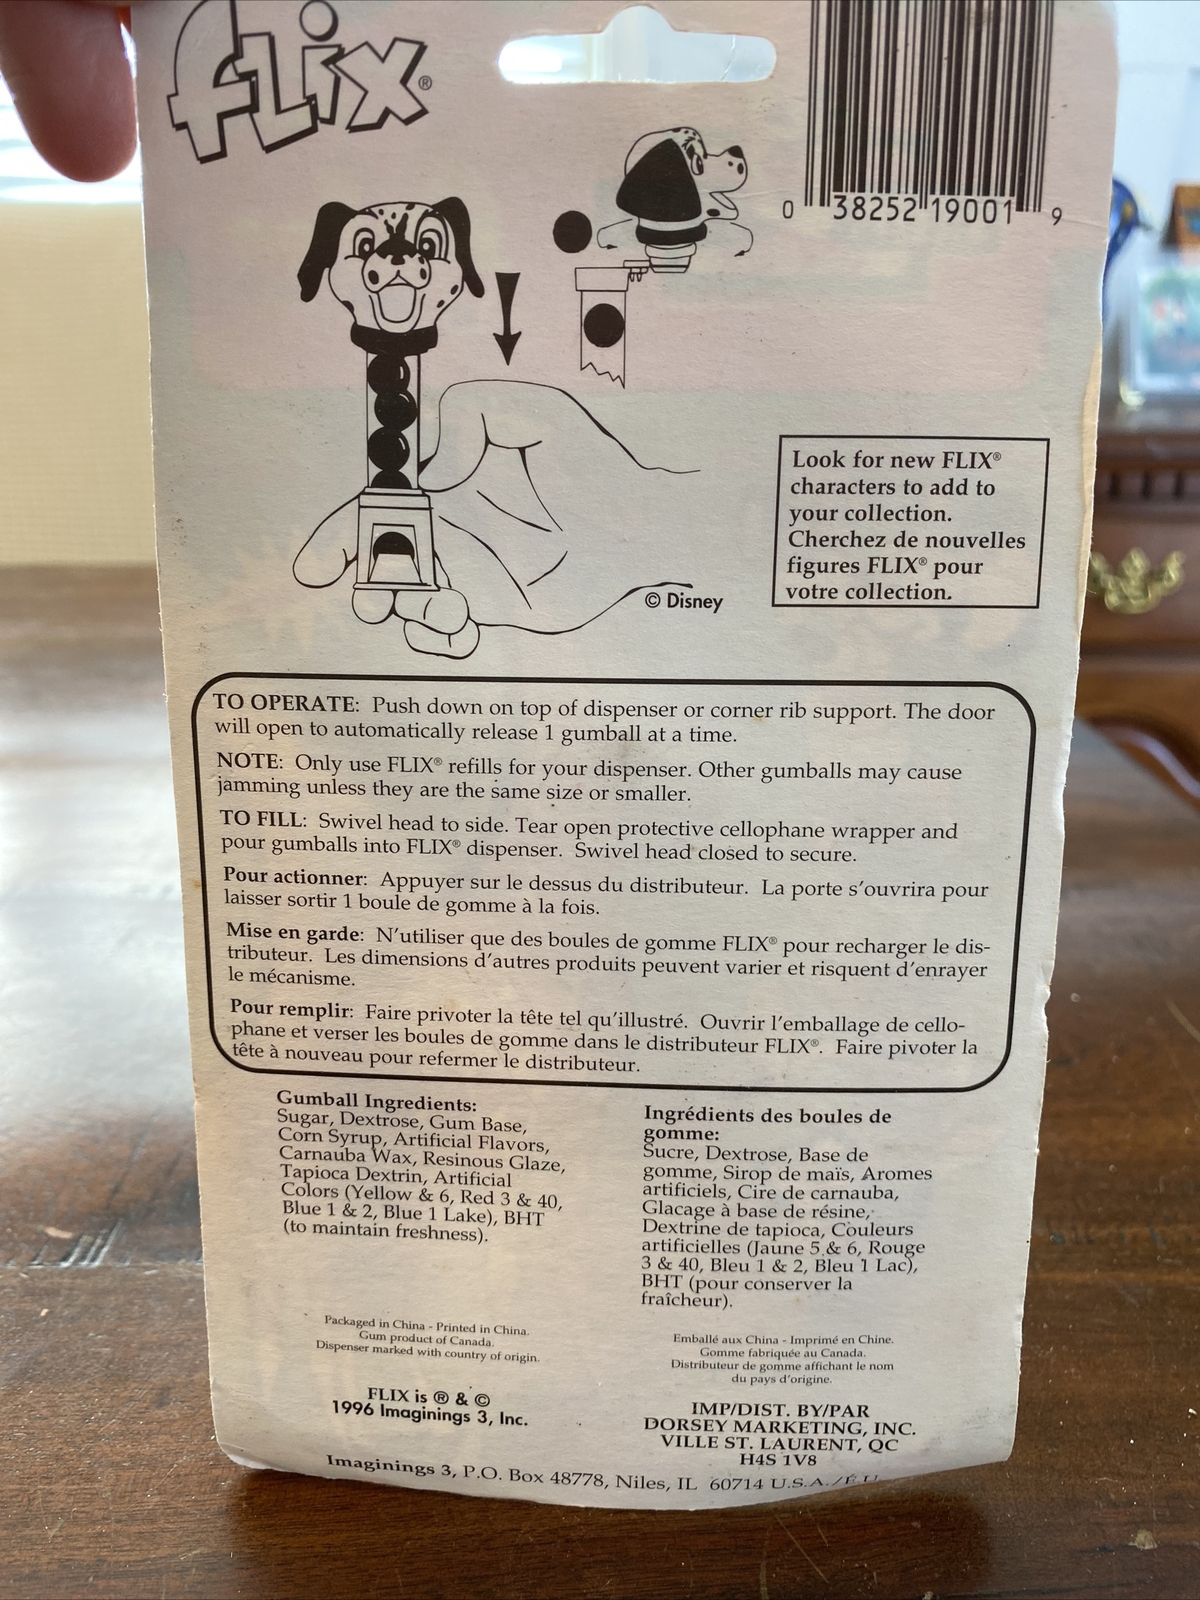 FLiX®
0 38252 19001 9
Look for new FLIX®
characters to add to
your collection.
Cherchez de nouvelles
figures FLIX® pour
votre collection.
© Disney
TO OPERATE: Push down on top of dispenser or corner rib support. The door
will open to automatically release 1 gumball at a time.
NOTE: Only use FLIX® refills for your dispenser. Other gumballs may cause
jamming unless they are the same size or smaller.
TO FILL: Swivel head to side. Tear open protective cellophane wrapper and
pour gumballs into FLIX® dispenser. Swivel head closed to secure.
Pour actionner: Appuyer sur le dessus du distributeur. La porte s'ouvrira pour
laisser sortir 1 boule de gomme à la fois.
Mise en garde: N'utiliser que des boules de gomme FLIX® pour recharger le dis-
tributeur. Les dimensions d'autres produits peuvent varier et risquent d'enrayer
le mécanisme.
Pour remplir: Faire privoter la tête tel qu'illustré. Ouvrir l'emballage de cello-
phane et verser les boules de gomme dans le distributeur FLIX®. Faire pivoter la
tête à nouveau pour refermer le distributeur.
Gumball Ingredients:
Sugar, Dextrose, Gum Base,
Corn Syrup, Artificial Flavors,
Carnauba Wax, Resinous Glaze,
Tapioca Dextrin, Artificial
Colors (Yellow & 6, Red 3 & 40,
Blue 1 & 2, Blue 1 Lake), BHT
(to maintain freshness).
Ingrédients des boules de
gomme:
Sucre, Dextrose, Base de
gomme, Sirop de maïs, Aromes
artificiels, Cire de carnauba,
Glacage à base de résine,
Dextrine de tapioca, Couleurs
artificielles (Jaune 5 & 6, Rouge
3 & 40, Bleu 1 & 2, Bleu 1 Lac),
BHT (pour conserver la
fraîcheur).
Packaged in China - Printed in China.
Gum product of Canada.
Dispenser marked with country of origin.
Emballé aux China - Imprimé en Chine.
Gomme fabriquée au Canada.
Distributeur de gomme affichant le nom
du pays d'origine.
FLIX is ® & ©
1996 Imaginings 3, Inc.
IMP/DIST. BY/PAR
DORSEY MARKETING, INC.
VILLE ST. LAURENT, QC
H4S 1V8
Imaginings 3, P.O. Box 48778, Niles, IL 60714 U.S.A./É.U.